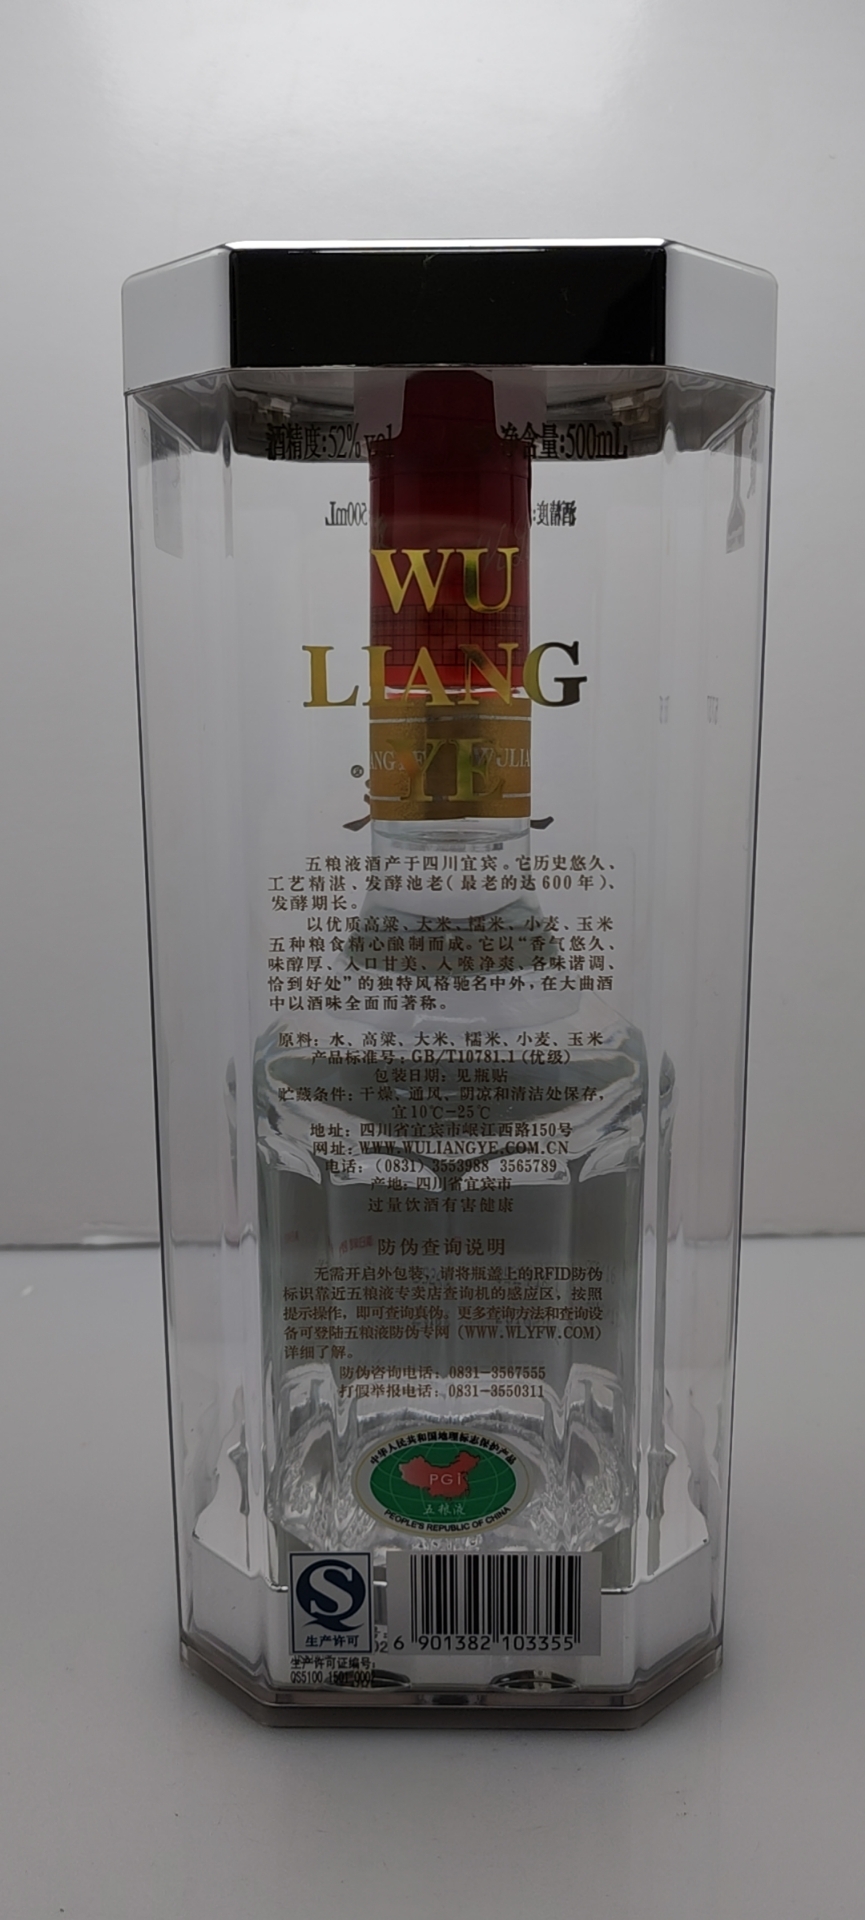 酒精度:52%vol 净含量:500mL
WU
LIANG
YE
五粮液酒产于四川宜宾。它历史悠久、
工艺精湛、发酵池老(最老的达600年)、
发酵期长。
以优质高粱、大米、糯米、小麦、玉米
五种粮食精心酿制而成。它以“香气悠久、
味醇厚、入口甘美、入喉净爽、各味谐调、
恰到好处”的独特风格驰名中外,在大曲酒
中以酒味全面而著称。
原料:水、高粱、大米、糯米、小麦、玉米
产品标准号:GB/T10781.1(优级)
包装日期:见瓶贴
贮藏条件:干燥、通风、阴凉和清洁处保存,
宜10℃-25℃
地址:四川省宜宾市岷江西路150号
网址:WWW.WULIANGYE.COM.CN
电话:(0831)3553988 3565789
产地:四川省宜宾市
过量饮酒有害健康
防伪查询说明
无需开启外包装,请将瓶盖上的RFID防伪
标识靠近五粮液专卖店查询机的感应区,按照
提示操作,即可查询真伪。更多查询方法和查询设
备可登陆五粮液防伪专网(WWW.WLYFW.COM)
详细了解。
防伪咨询电话:0831-3567555
打假举报电话:0831-3550311
中华人民共和国地理标志保护产品
PGI
五粮液
PEOPLE'S REPUBLIC OF CHINA
生产许可
6 901382 103355
生产许可证编号:
QS5100 1501 0002